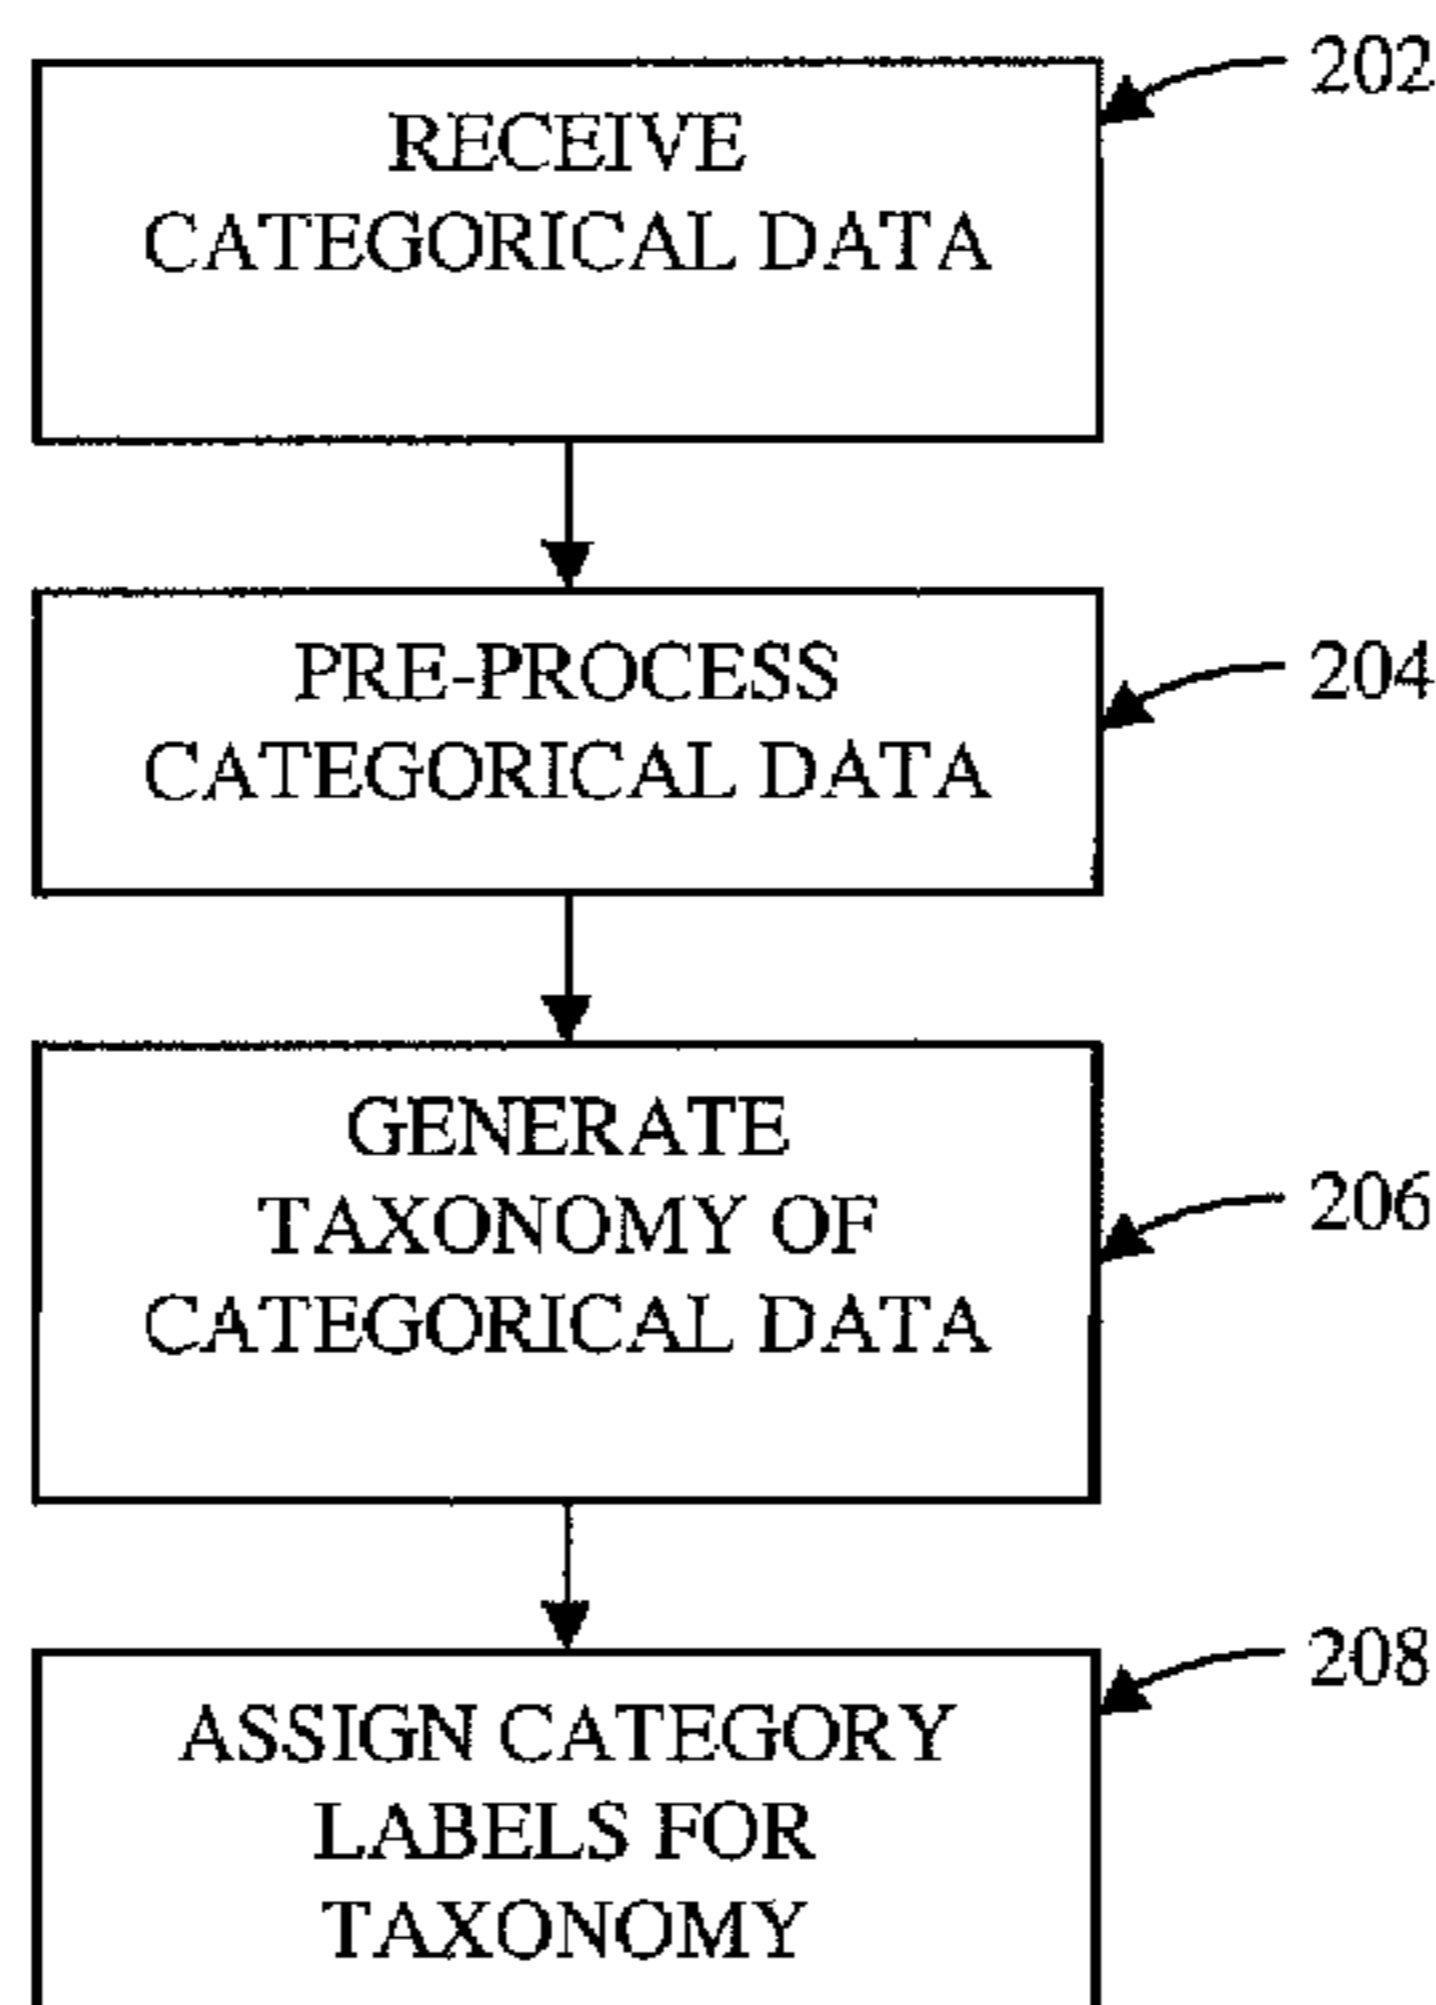 202
RECEIVE
CATEGORICAL DATA
204
PRE-PROCESS
CATEGORICAL DATA
GENERATE
TAXONOMY OF
206
CATEGORICAL DATA
208
ASSIGN CATEGORY
LABELS FOR
TAXONOMY